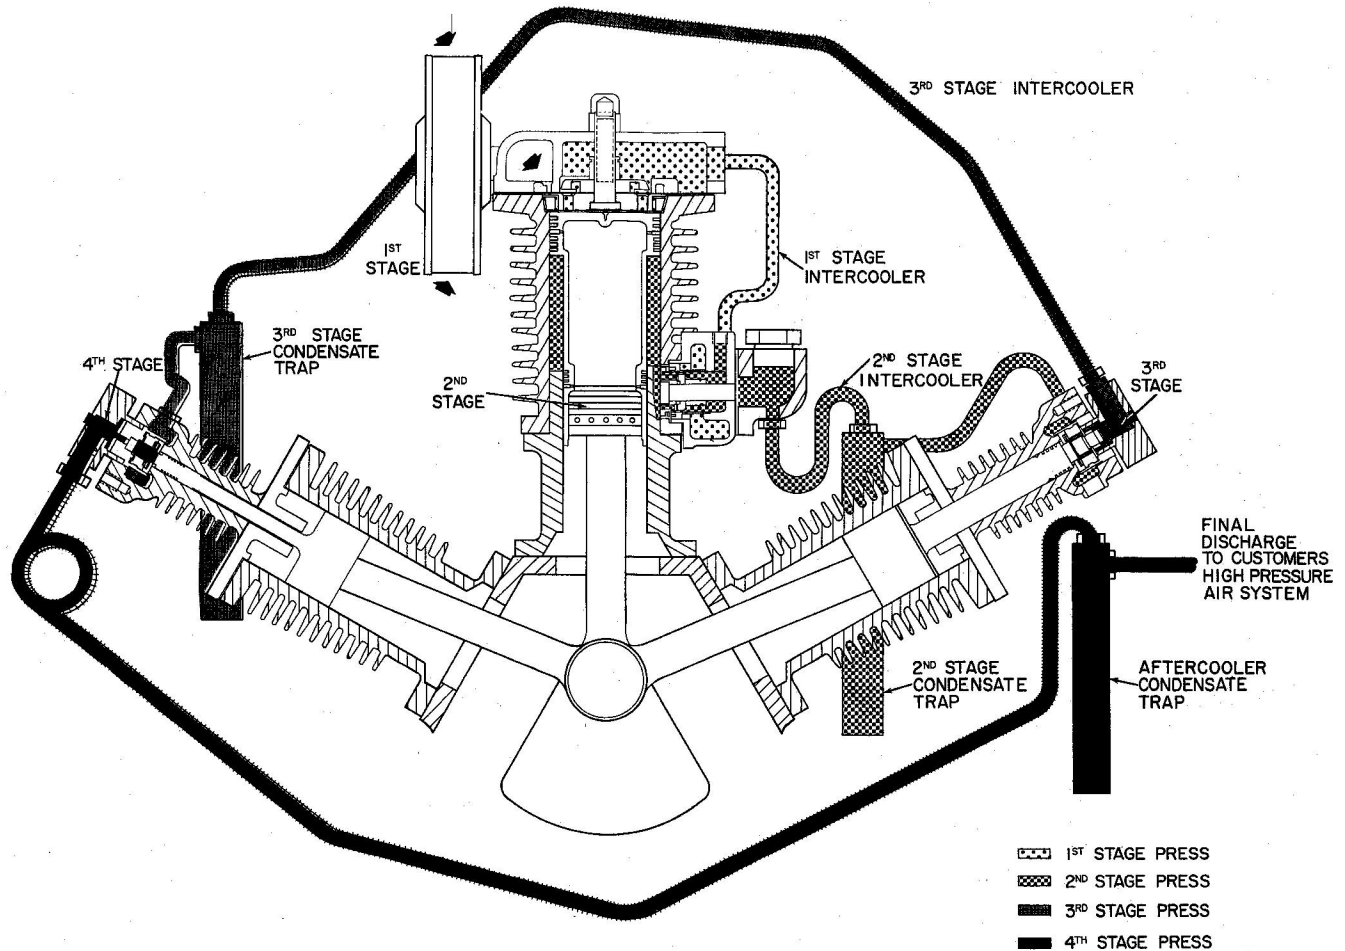 3RD STAGE INTERCOOLER
1ST
STAGE
1ST STAGE
INTERCOOLER
3RD STAGE
CONDENSATE
TRAP
4TH STAGE
2ND
STAGE
2ND STAGE
INTERCOOLER
3RD
STAGE
FINAL
DISCHARGE
TO CUSTOMERS
HIGH PRESSURE
AIR SYSTEM
2ND STAGE
CONDENSATE
TRAP
AFTERCOOLER
CONDENSATE
TRAP
1ST STAGE PRESS
2ND STAGE PRESS
3RD STAGE PRESS
4TH STAGE PRESS